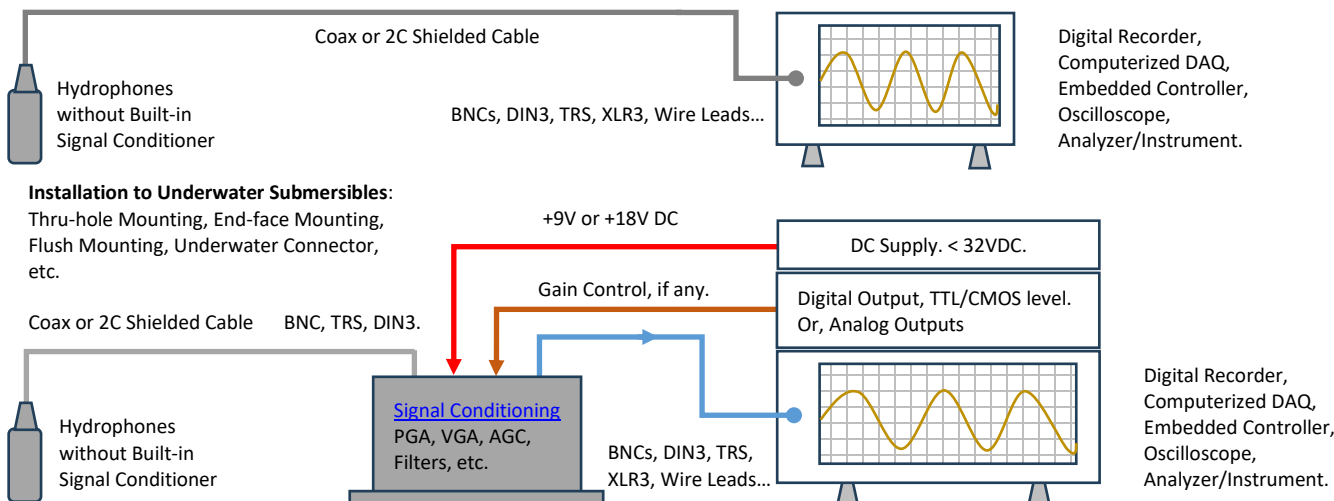 Coax or 2C Shielded Cable
Hydrophones
without Built-in
Signal Conditioner
BNCs, DIN3, TRS, XLR3, Wire Leads...
Digital Recorder,
Computerized DAQ,
Embedded Controller,
Oscilloscope,
Analyzer/Instrument.
Installation to Underwater Submersibles:
Thru-hole Mounting, End-face Mounting,
Flush Mounting, Underwater Connector,
etc.
+9V or +18V DC
DC Supply. < 32VDC.
Gain Control, if any.
Digital Output, TTL/CMOS level.
Or, Analog Outputs
Coax or 2C Shielded Cable
BNC, TRS, DIN3.
Hydrophones
without Built-in
Signal Conditioner
Signal Conditioning
PGA, VGA, AGC,
Filters, etc.
BNCs, DIN3, TRS,
XLR3, Wire Leads...
Digital Recorder,
Computerized DAQ,
Embedded Controller,
Oscilloscope,
Analyzer/Instrument.